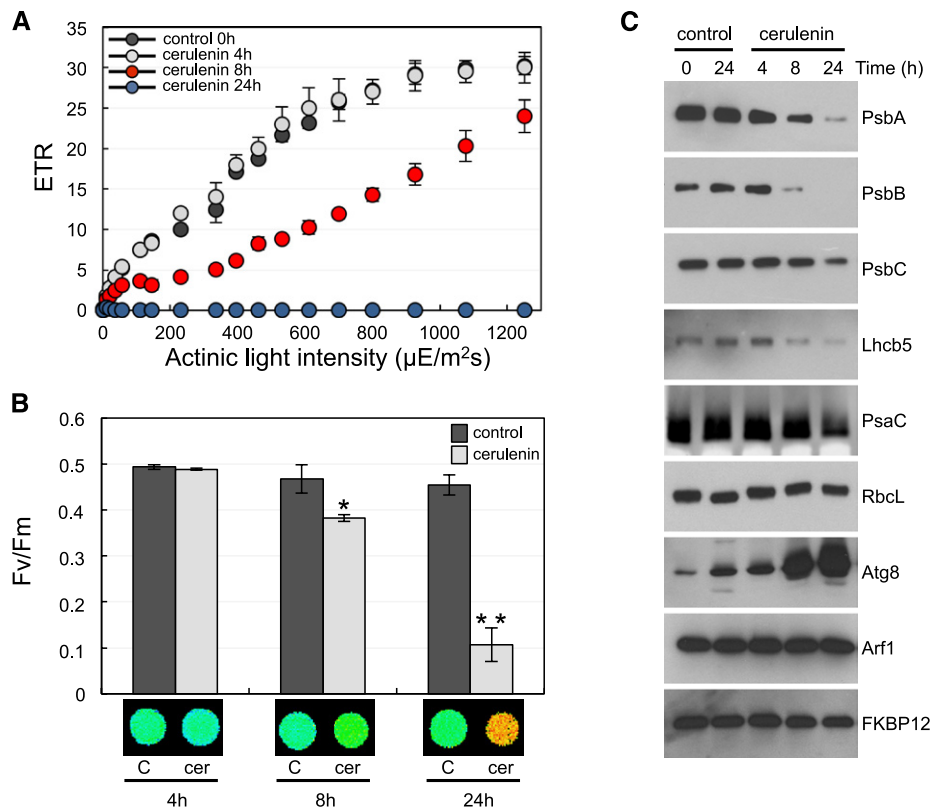 A
control 0h
cerulenin 4h
cerulenin 8h
cerulenin 24h
ETR
35
30
25
20
15
10
5
0
0 200 400 600 800 1000 1200
Actinic light intensity (µE/m²s)
B
control
cerulenin
Fv/Fm
0.6
0.5
0.4
0.3
0.2
0.1
0
*
* *
C cer C cer C cer
4h 8h 24h
C
control cerulenin
0 24 4 8 24 Time (h)
PsbA
PsbB
PsbC
Lhcb5
PsaC
RbcL
Atg8
Arf1
FKBP12